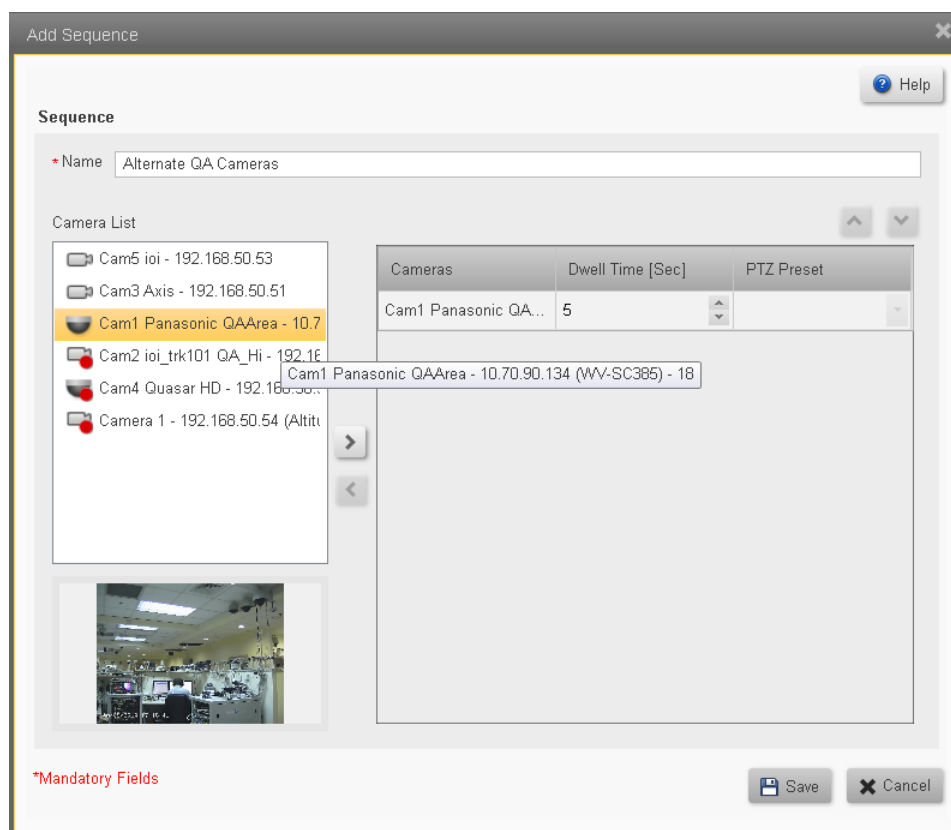 Add Sequence
Help
Sequence
*Name Alternate QA Cameras
Camera List
Cam5 ioi - 192.168.50.53
Cam3 Axis - 192.168.50.51
Cam1 Panasonic QAArea - 10.7
Cam2 ioi_trk101 QA_Hi - 192.16
Cam4 Quasar HD - 192.168.50.
Camera 1 - 192.168.50.54 (Altitu
Cameras Dwell Time [Sec] PTZ Preset
Cam1 Panasonic QA... 5
Cam1 Panasonic QAArea - 10.70.90.134 (WV-SC385) - 18
*Mandatory Fields
Save
Cancel